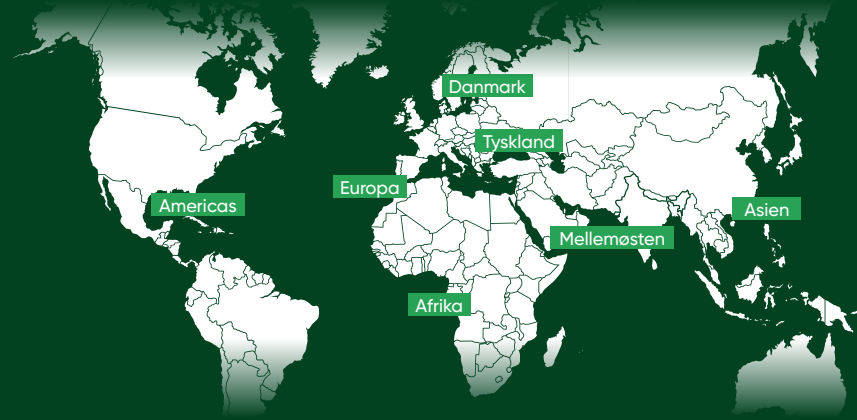 Danmark
Tyskland
Europa
Americas
Asien
Mellemøsten
Afrika